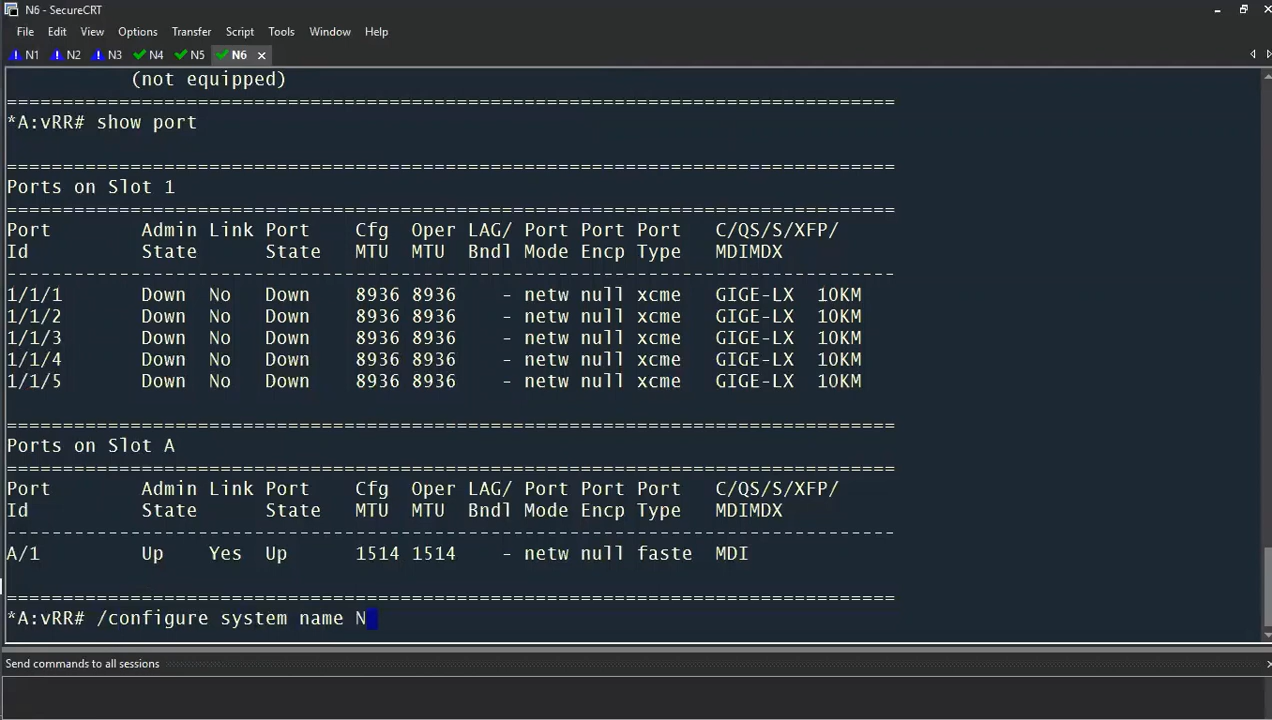 N6 - SecureCRT
File Edit View Options Transfer Script Tools Window Help
N1 N2 N3 N4 N5 N6
(not equipped)
===============================================================================
*A:vRR# show port
===============================================================================
Ports on Slot 1
===============================================================================
Port Admin Link Port Cfg Oper LAG/ Port Port Port C/QS/S/XFP/
Id State State MTU MTU Bndl Mode Encp Type MDIMDX
-------------------------------------------------------------------------------
1/1/1 Down No Down 8936 8936 - netw null xcme GIGE-LX 10KM
1/1/2 Down No Down 8936 8936 - netw null xcme GIGE-LX 10KM
1/1/3 Down No Down 8936 8936 - netw null xcme GIGE-LX 10KM
1/1/4 Down No Down 8936 8936 - netw null xcme GIGE-LX 10KM
1/1/5 Down No Down 8936 8936 - netw null xcme GIGE-LX 10KM
===============================================================================
Ports on Slot A
===============================================================================
Port Admin Link Port Cfg Oper LAG/ Port Port Port C/QS/S/XFP/
Id State State MTU MTU Bndl Mode Encp Type MDIMDX
-------------------------------------------------------------------------------
A/1 Up Yes Up 1514 1514 - netw null faste MDI
===============================================================================
*A:vRR# /configure system name N
Send commands to all sessions